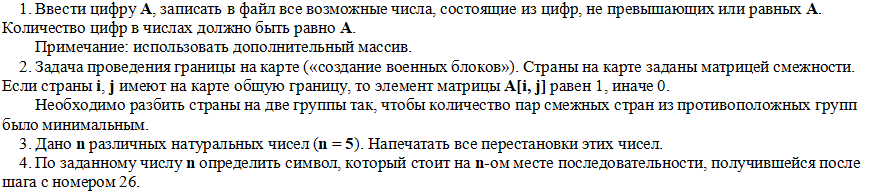 1. Ввести цифру А, записать в файл все возможные числа, состоящие из цифр, не превышающих или равных А.
Количество цифр в числах должно быть равно А.
Примечание: использовать дополнительный массив.
2. Задача проведения границы на карте («создание военных блоков»). Страны на карте заданы матрицей смежности.
Если страны i, j имеют на карте общую границу, то элемент матрицы A[i, j] равен 1, иначе 0.
Необходимо разбить страны на две группы так, чтобы количество пар смежных стран из противоположных групп
было минимальным.
3. Дано n различных натуральных чисел (n = 5). Напечатать все перестановки этих чисел.
4. По заданному числу n определить символ, который стоит на n-ом месте последовательности, получившейся после
шага с номером 26.